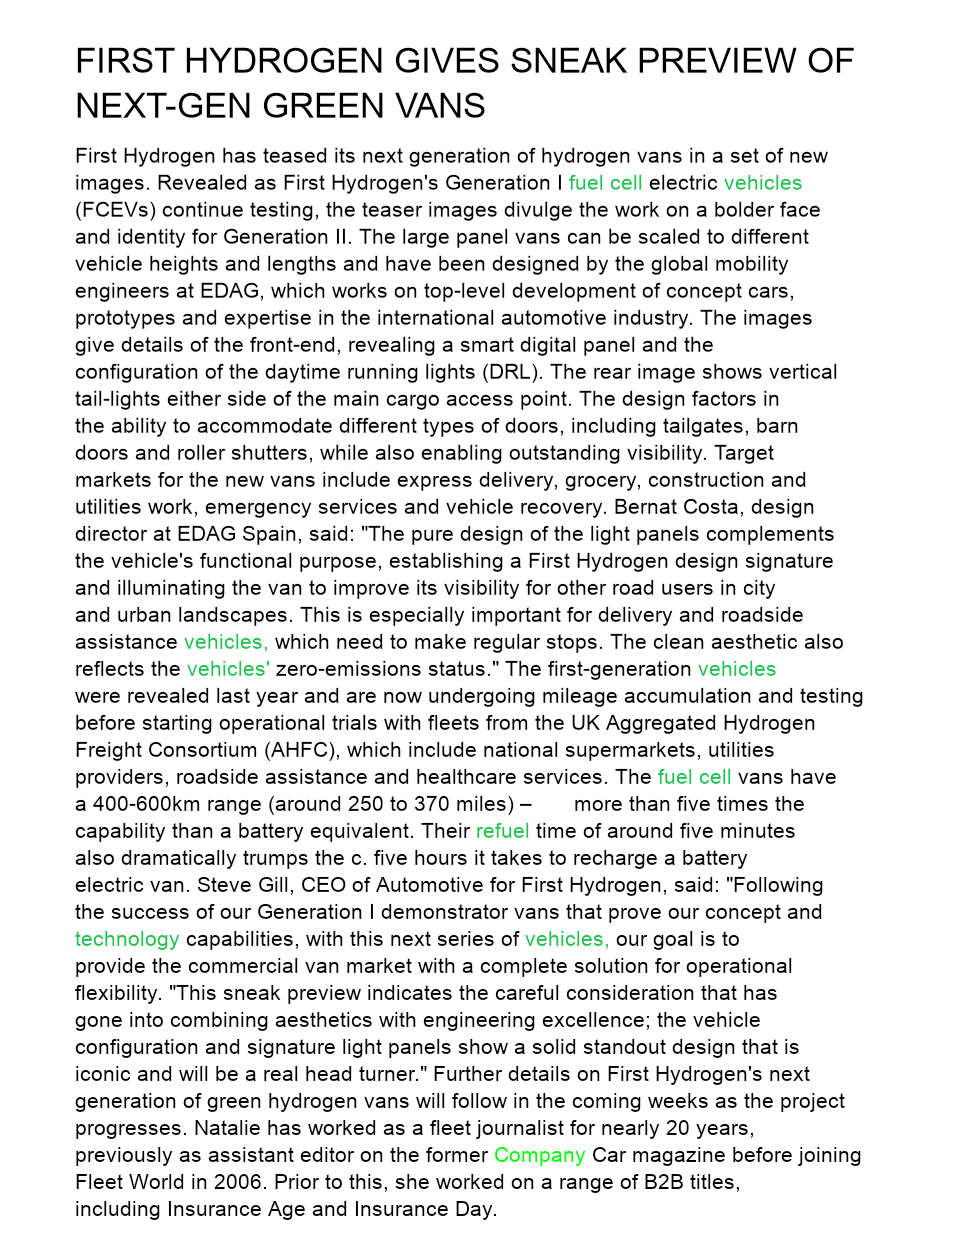 FIRST HYDROGEN GIVES SNEAK PREVIEW OF
NEXT-GEN GREEN VANS
First Hydrogen has teased its next generation of hydrogen vans in a set of new
images. Revealed as First Hydrogen's Generation I fuel cell electric vehicles
(FCEVs) continue testing, the teaser images divulge the work on a bolder face
and identity for Generation II. The large panel vans can be scaled to different
vehicle heights and lengths and have been designed by the global mobility
engineers at EDAG, which works on top-level development of concept cars,
prototypes and expertise in the international automotive industry. The images
give details of the front-end, revealing a smart digital panel and the
configuration of the daytime running lights (DRL). The rear image shows vertical
tail-lights either side of the main cargo access point. The design factors in
the ability to accommodate different types of doors, including tailgates, barn
doors and roller shutters, while also enabling outstanding visibility. Target
markets for the new vans include express delivery, grocery, construction and
utilities work, emergency services and vehicle recovery. Bernat Costa, design
director at EDAG Spain, said: "The pure design of the light panels complements
the vehicle's functional purpose, establishing a First Hydrogen design signature
and illuminating the van to improve its visibility for other road users in city
and urban landscapes. This is especially important for delivery and roadside
assistance vehicles, which need to make regular stops. The clean aesthetic also
reflects the vehicles' zero-emissions status." The first-generation vehicles
were revealed last year and are now undergoing mileage accumulation and testing
before starting operational trials with fleets from the UK Aggregated Hydrogen
Freight Consortium (AHFC), which include national supermarkets, utilities
providers, roadside assistance and healthcare services. The fuel cell vans have
a 400-600km range (around 250 to 370 miles) – more than five times the
capability than a battery equivalent. Their refuel time of around five minutes
also dramatically trumps the c. five hours it takes to recharge a battery
electric van. Steve Gill, CEO of Automotive for First Hydrogen, said: "Following
the success of our Generation I demonstrator vans that prove our concept and
technology capabilities, with this next series of vehicles, our goal is to
provide the commercial van market with a complete solution for operational
flexibility. "This sneak preview indicates the careful consideration that has
gone into combining aesthetics with engineering excellence; the vehicle
configuration and signature light panels show a solid standout design that is
iconic and will be a real head turner." Further details on First Hydrogen's next
generation of green hydrogen vans will follow in the coming weeks as the project
progresses. Natalie has worked as a fleet journalist for nearly 20 years,
previously as assistant editor on the former Company Car magazine before joining
Fleet World in 2006. Prior to this, she worked on a range of B2B titles,
including Insurance Age and Insurance Day.